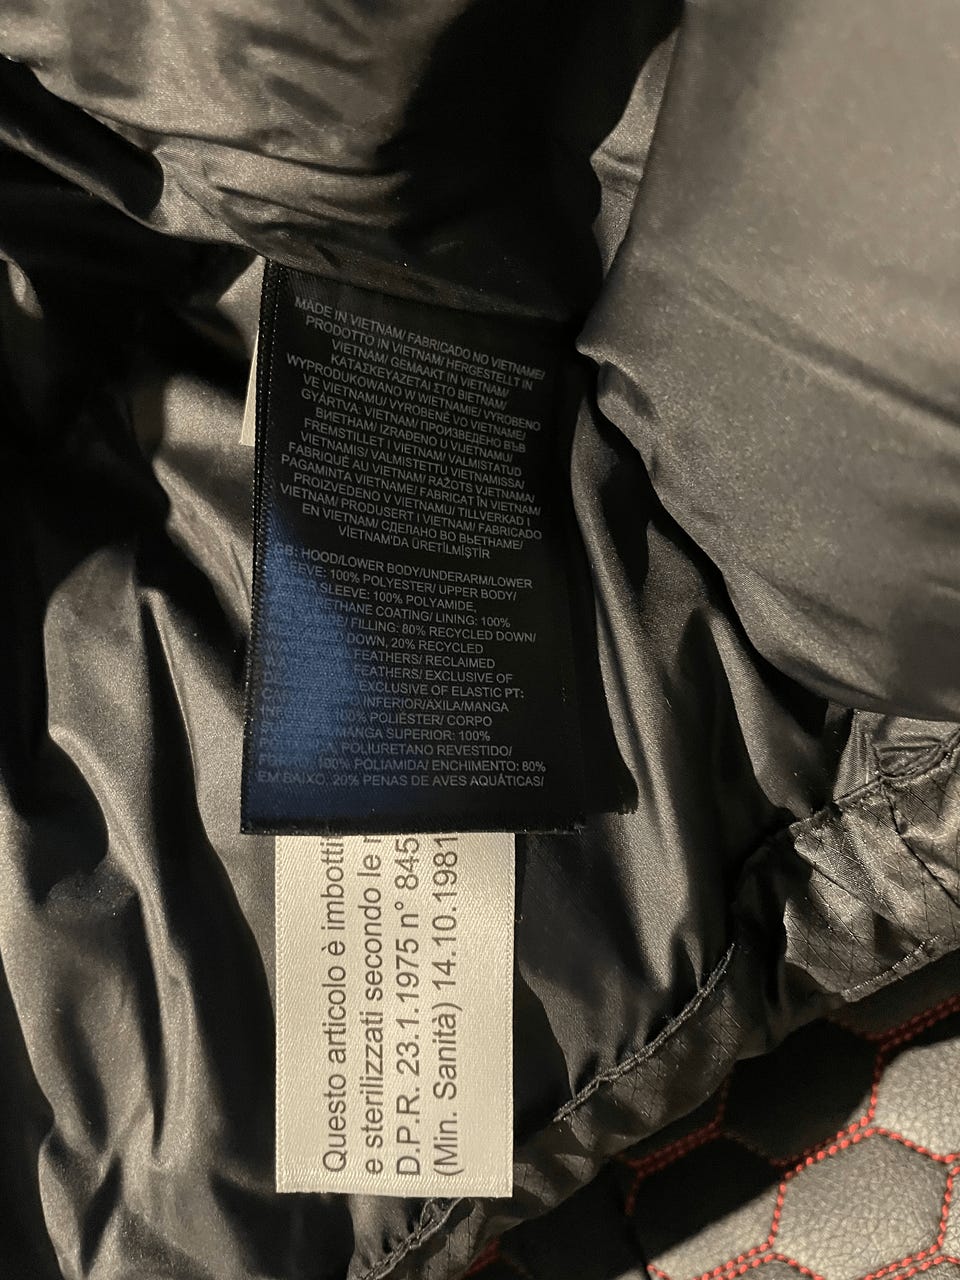 MADE IN VIETNAM/ FABRICADO NO VIETNAME/
PRODOTTO IN VIETNAM/ HERGESTELLT IN
VIETNAM/ GEMAAKT IN VIETNAM/
ΚΑΤΑΣΚΕΥΑΖΕΤΑΙ ΣΤΟ ΒΙΕΤΝΑΜ/
WYPRODUKOWANO W WIETNAMIE/ VYROBENO
VE VIETNAMU/ VYROBENÉ VO VIETNAME/
GYÁRTVA: VIETNAM/ ПРОИЗВЕДЕНО ВЪВ
ВИЕТНАМ/ IZRAĐENO U VIJETNAMU/
FREMSTILLET I VIETNAM/ VALMISTATUD
VIETNAMIS/ VALMISTETTU VIETNAMISSA/
FABRIQUÉ AU VIETNAM/ RAŽOTS VJETNAMĀ/
PAGAMINTA VIETNAME/ FABRICAT ÎN VIETNAM/
PROIZVEDENO V VIETNAMU/ TILLVERKAD I
VIETNAM/ PRODUSERT I VIETNAM/ FABRICADO
EN VIETNAM/ СДЕЛАНО ВО ВЬЕТНАМЕ/
VİETNAM'DA ÜRETİLMİŞTİR
GB: HOOD/LOWER BODY/UNDERARM/LOWER
100% POLYESTER/ UPPER BODY/
SLEEVE: 100% POLYAMIDE,
COATING/ LINING: 100%
FILLING: 80% RECYCLED DOWN/
DOWN, 20% RECYCLED
FEATHERS/ RECLAIMED
FEATHERS/ EXCLUSIVE OF
EXCLUSIVE OF ELASTIC PT:
INFERIOR/AXILA/MANGA
100% POLIÉSTER/ CORPO
MANGA SUPERIOR: 100%
POLIURETANO REVESTIDO/
100% POLIAMIDA/ ENCHIMENTO: 80%
EM BAIXO, 20% PENAS DE AVES AQUÁTICAS/
Questo articolo è imbotti
e sterilizzati secondo le
D.P.R. 23.1.1975 n° 845
(Min. Sanità) 14.10.1981